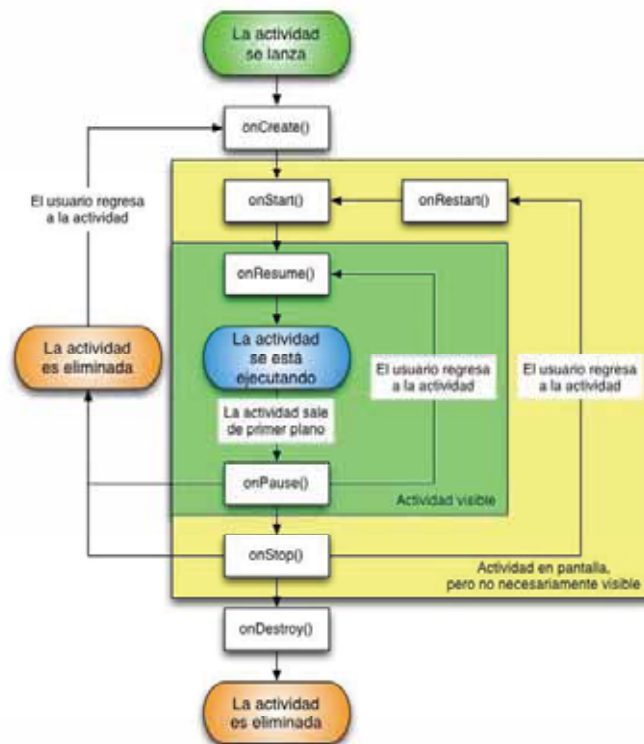 La actividad
se lanza
onCreate()
El usuario regresa
a la actividad
onStart()
onRestart()
onResume()
La actividad
es eliminada
La actividad
se está
ejecutando
El usuario regresa
a la actividad
El usuario regresa
a la actividad
La actividad sale
de primer plano
onPause()
Actividad visible
onStop()
Actividad en pantalla,
pero no necesariamente visible
onDestroy()
La actividad
es eliminada